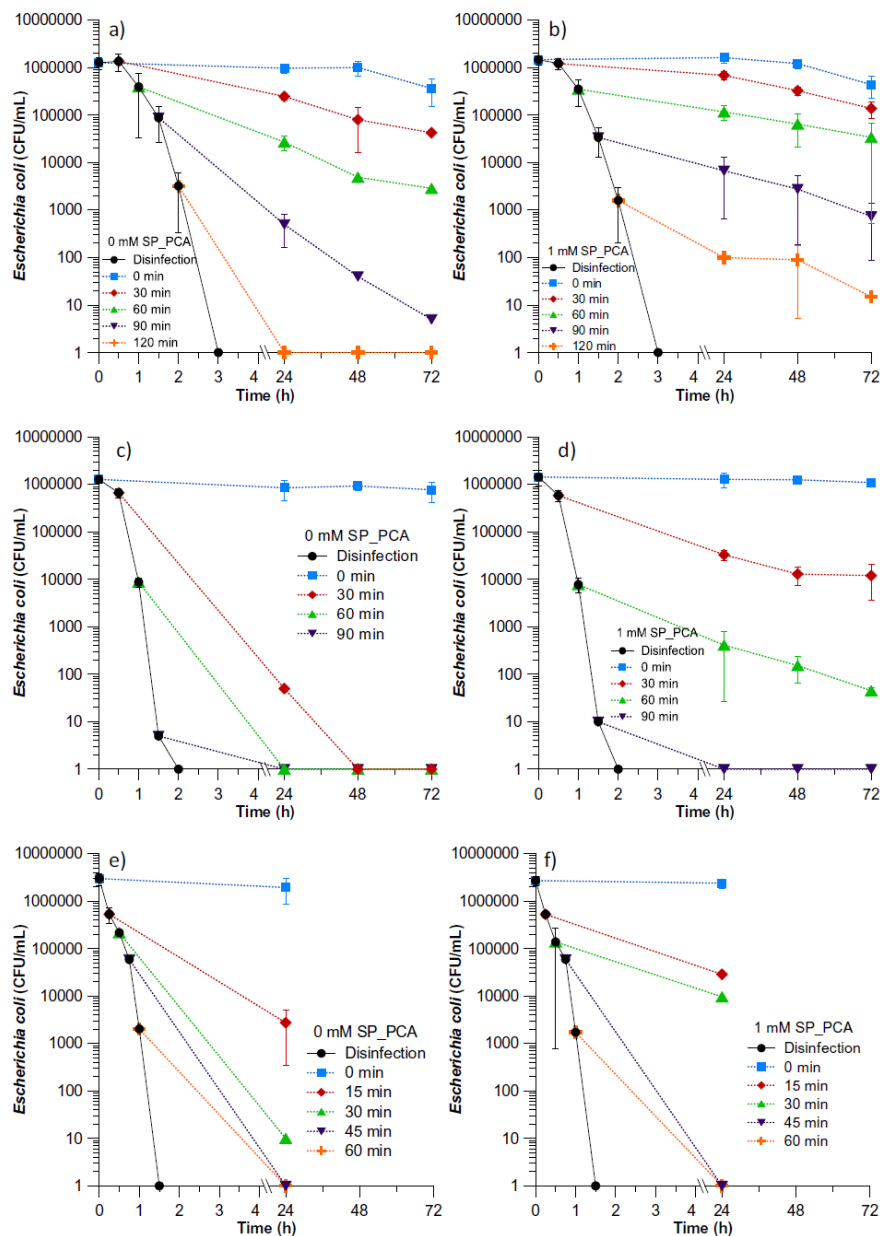 a)
10000000
1000000
100000
10000
1000
100
10
1
Escherichia coli (CFU/mL)
0 mM SP_PCA
Disinfection
0 min
30 min
60 min
90 min
120 min
0 1 2 3 4 24 48 72
Time (h)
b)
10000000
1000000
100000
10000
1000
100
10
1
Escherichia coli (CFU/mL)
1 mM SP_PCA
Disinfection
0 min
30 min
60 min
90 min
120 min
0 1 2 3 4 24 48 72
Time (h)
c)
10000000
1000000
100000
10000
1000
100
10
1
Escherichia coli (CFU/mL)
0 mM SP_PCA
Disinfection
0 min
30 min
60 min
90 min
0 1 2 3 4 24 48 72
Time (h)
d)
10000000
1000000
100000
10000
1000
100
10
1
Escherichia coli (CFU/mL)
1 mM SP_PCA
Disinfection
0 min
30 min
60 min
90 min
0 1 2 3 4 24 48 72
Time (h)
e)
10000000
1000000
100000
10000
1000
100
10
1
Escherichia coli (CFU/mL)
0 mM SP_PCA
Disinfection
0 min
15 min
30 min
45 min
60 min
0 1 2 3 4 24 48 72
Time (h)
f)
10000000
1000000
100000
10000
1000
100
10
1
Escherichia coli (CFU/mL)
1 mM SP_PCA
Disinfection
0 min
15 min
30 min
45 min
60 min
0 1 2 3 4 24 48 72
Time (h)